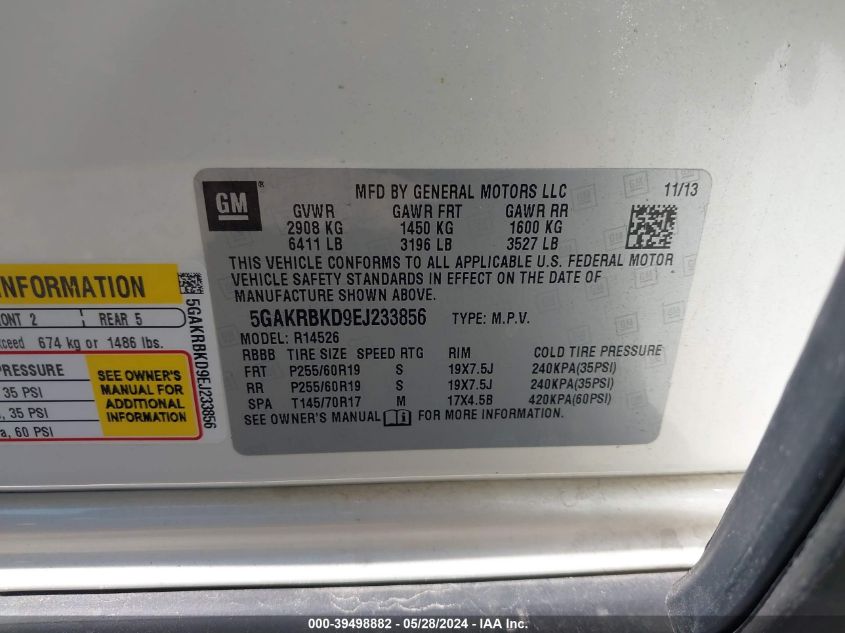 GM
®
MFD BY GENERAL MOTORS LLC 11/13
GVWR GAWR FRT GAWR RR
2908 KG 1450 KG 1600 KG
6411 LB 3196 LB 3527 LB
THIS VEHICLE CONFORMS TO ALL APPLICABLE U.S. FEDERAL MOTOR
VEHICLE SAFETY STANDARDS IN EFFECT ON THE DATE OF
MANUFACTURE SHOWN ABOVE.
5GAKRBKD9EJ233856 TYPE: M.P.V.
MODEL: R14526
RBBB TIRE SIZE SPEED RTG RIM COLD TIRE PRESSURE
FRT P255/60R19 S 19X7.5J 240KPA(35PSI)
RR P255/60R19 S 19X7.5J 240KPA(35PSI)
SPA T145/70R17 M 17X4.5B 420KPA(60PSI)
SEE OWNER'S MANUAL FOR MORE INFORMATION.
INFORMATION
FRONT 2 REAR 5
exceed 674 kg or 1486 lbs.
PRESSURE
35 PSI
, 35 PSI
a, 60 PSI
SEE OWNER'S
MANUAL FOR
ADDITIONAL
INFORMATION
5GAKRBKD9EJ233856
000-39498882 - 05/28/2024 - IAAI.com